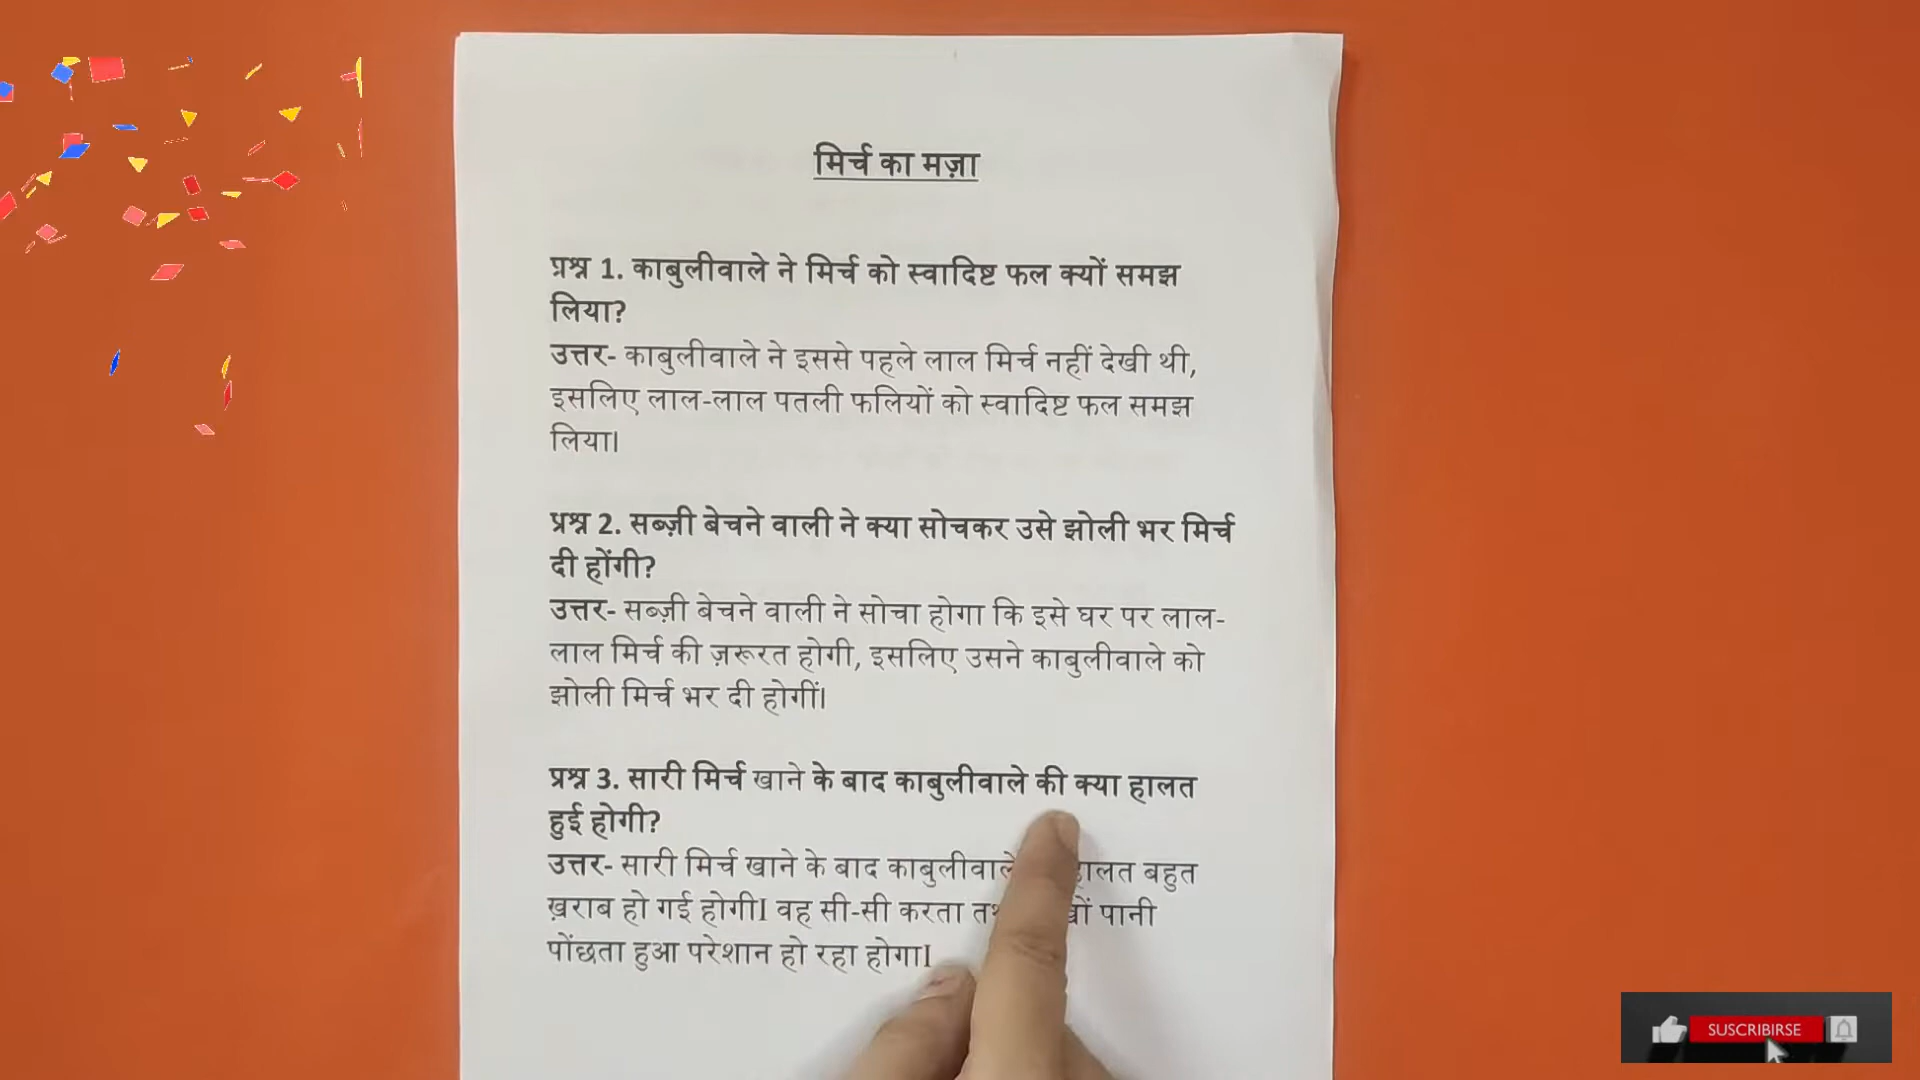 मिर्च का मज़ा
प्रश्न 1. काबुलीवाले ने मिर्च को स्वादिष्ट फल क्यों समझ
लिया?
उत्तर- काबुलीवाले ने इससे पहले लाल मिर्च नहीं देखी थी,
इसलिए लाल-लाल पतली फलियों को स्वादिष्ट फल समझ
लिया।
प्रश्न 2. सब्ज़ी बेचने वाली ने क्या सोचकर उसे झोली भर मिर्च
दी होंगी?
उत्तर- सब्ज़ी बेचने वाली ने सोचा होगा कि इसे घर पर लाल-
लाल मिर्च की ज़रूरत होगी, इसलिए उसने काबुलीवाले को
झोली मिर्च भर दी होगीं।
प्रश्न 3. सारी मिर्च खाने के बाद काबुलीवाले की क्या हालत
हुई होगी?
उत्तर- सारी मिर्च खाने के बाद काबुलीवाले हालत बहुत
ख़राब हो गई होगी। वह सी-सी करता पानी
पोंछता हुआ परेशान हो रहा होगा।
SUSCRIBIRSE